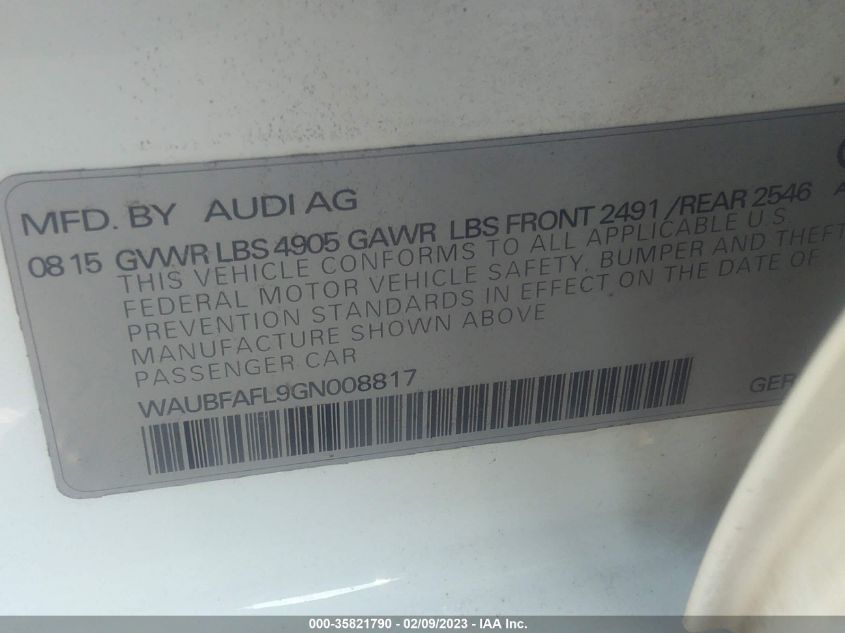 MFD. BY AUDI AG
08 15 GVWR LBS 4905 GAWR LBS FRONT 2491 /REAR 2546
THIS VEHICLE CONFORMS TO ALL APPLICABLE U.S.
FEDERAL MOTOR VEHICLE SAFETY, BUMPER AND THEFT
PREVENTION STANDARDS IN EFFECT ON THE DATE OF
MANUFACTURE SHOWN ABOVE
PASSENGER CAR
WAUBFAFL9GN008817
GER
000-35821790 - 02/09/2023 - IAA Inc.